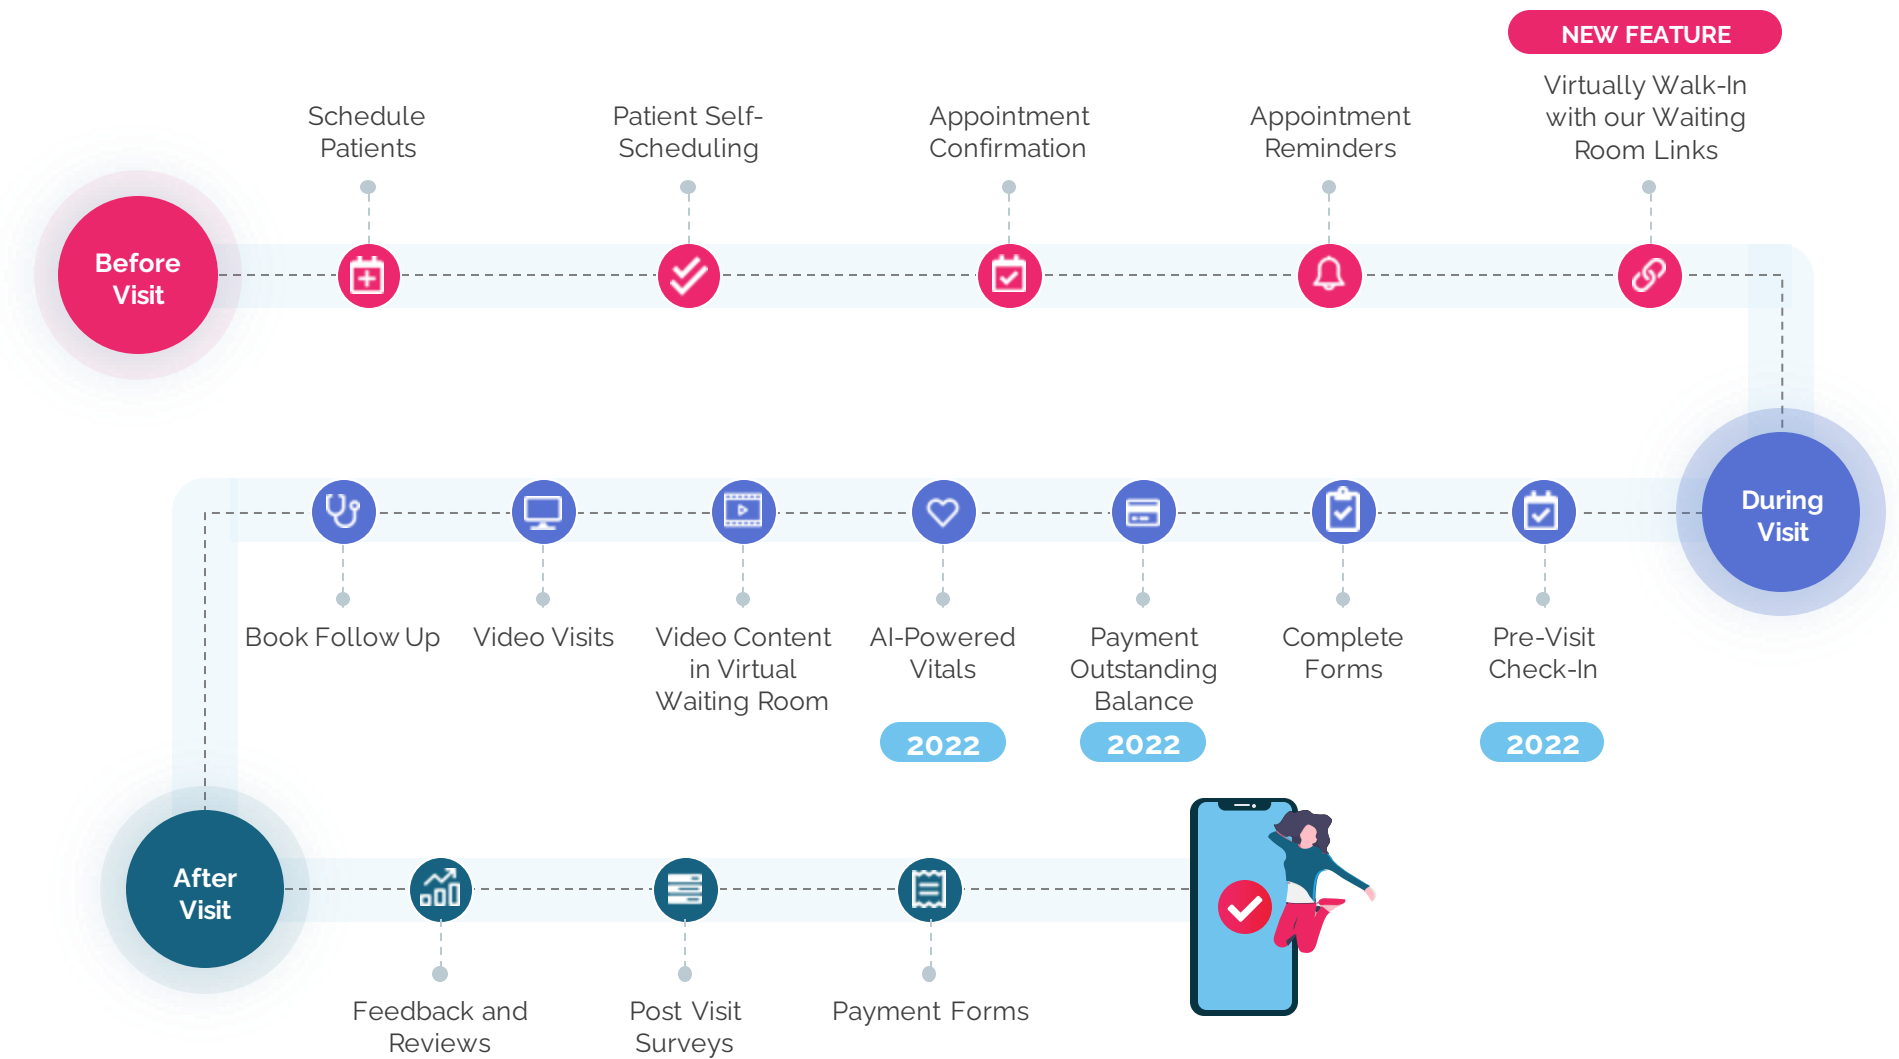 NEW FEATURE
Schedule
Patients
Patient Self-
Scheduling
Appointment
Confirmation
Appointment
Reminders
Virtually Walk-In
with our Waiting
Room Links
Before
Visit
During
Visit
Book Follow Up
Video Visits
Video Content
in Virtual
Waiting Room
AI-Powered
Vitals
2022
Payment
Outstanding
Balance
2022
Complete
Forms
Pre-Visit
Check-In
2022
After
Visit
Feedback and
Reviews
Post Visit
Surveys
Payment Forms